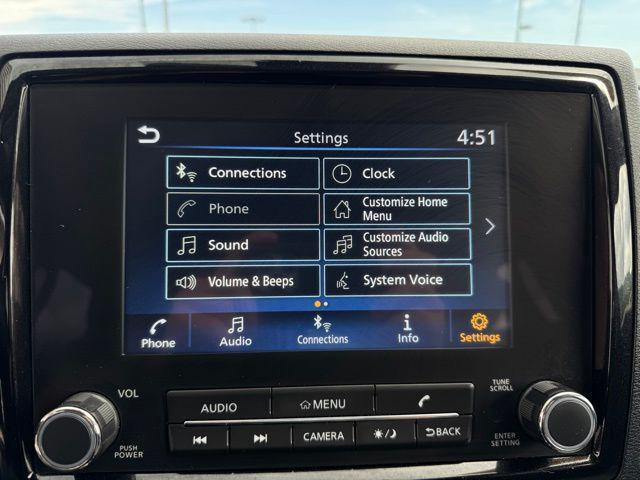 Settings
4:51
Connections
Clock
Phone
Customize Home
Menu
Sound
Customize Audio
Sources
Volume & Beeps
System Voice
Phone
Audio
Connections
Info
Settings
VOL
PUSH
POWER
AUDIO
MENU
CAMERA
BACK
TUNE
SCROLL
ENTER
SETTING